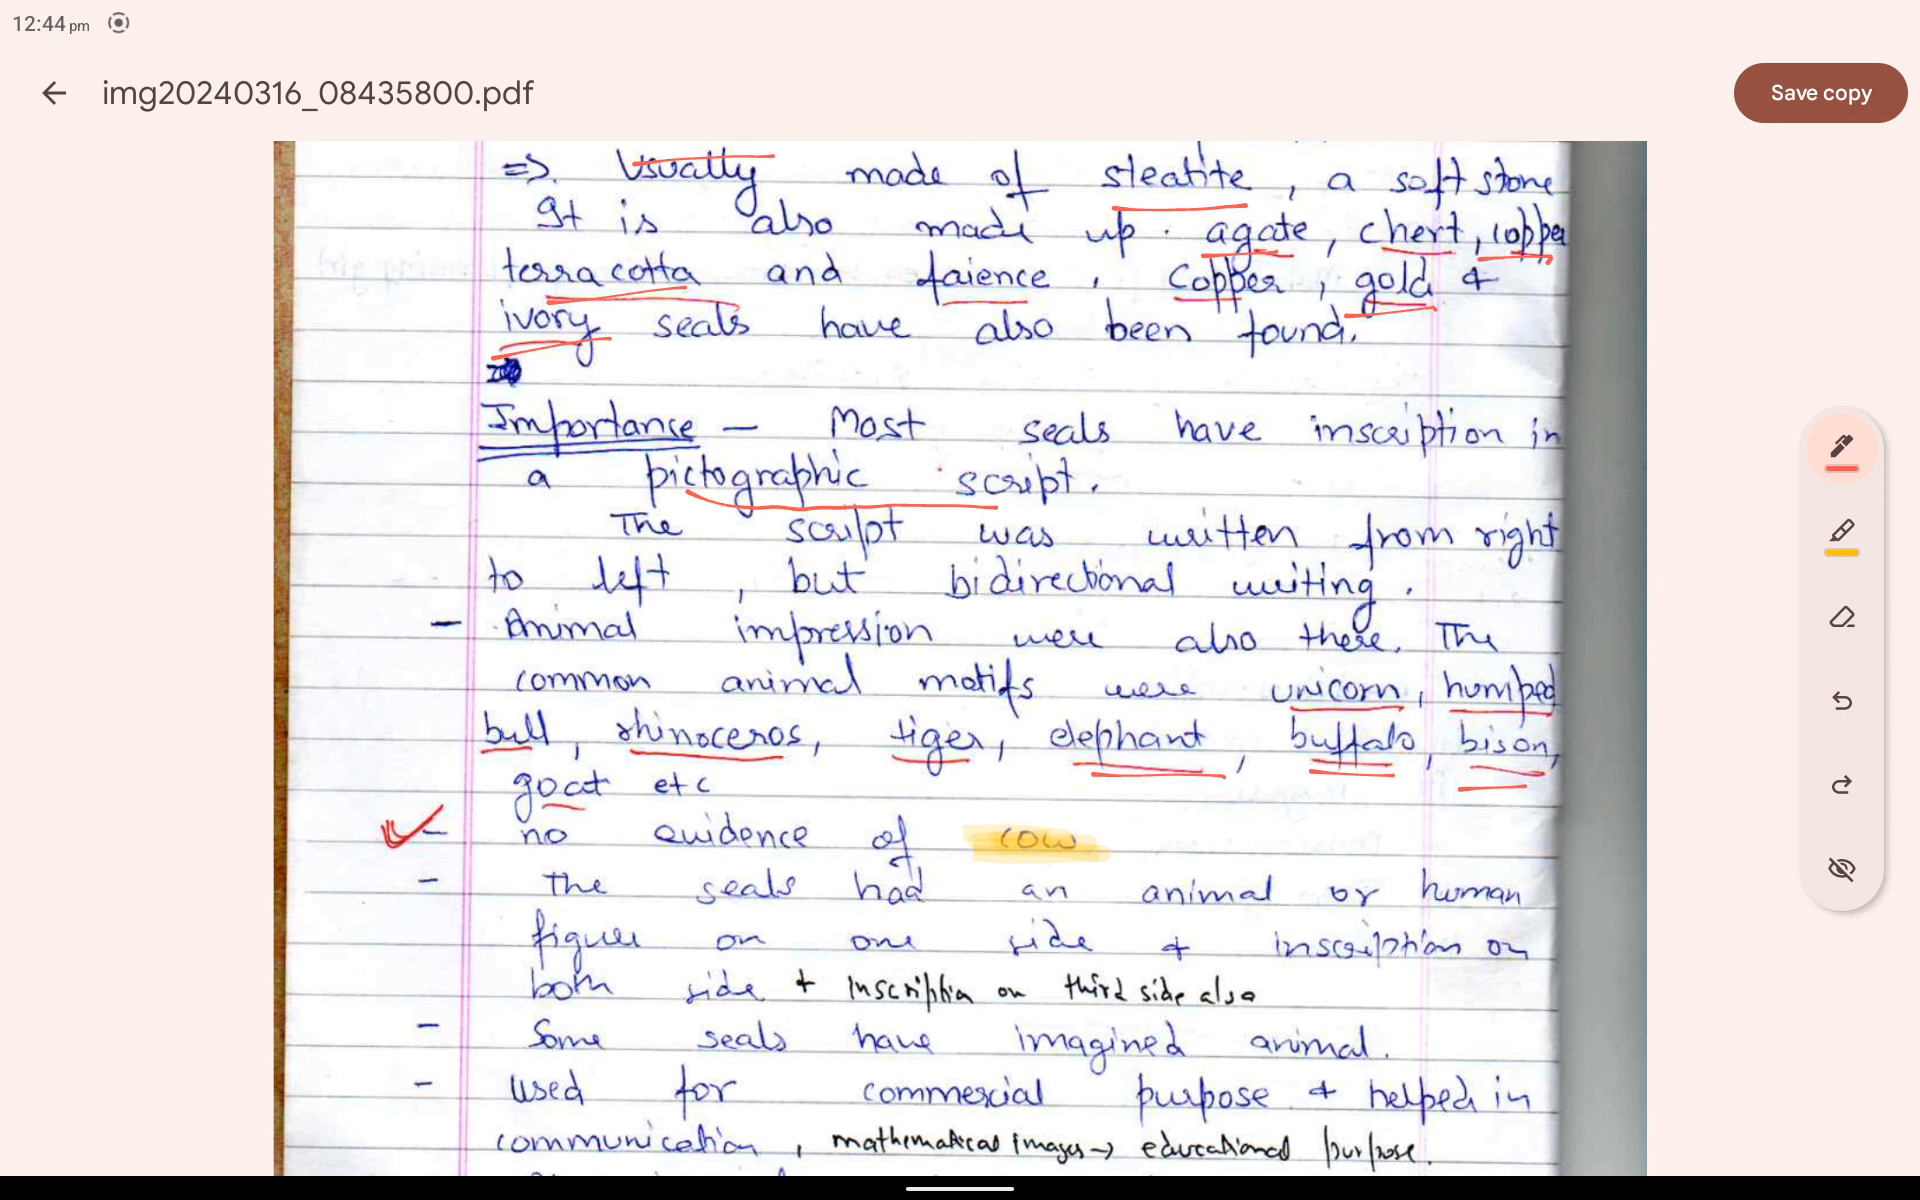 12:44 pm
img20240316_08435800.pdf
Save copy
=> Usually made of steatite, a soft stone
It is also made up. agate, chert, copper
terracotta and faience, Copper, gold &
ivory seals have also been found.
Importance - Most seals have inscription in
a pictographic script.
The script was written from right
to left, but bidirectional writing.
- Animal impression were also there. The
common animal motifs were unicorn, humped
bull, rhinoceros, tiger, elephant, buffalo, bison,
goat etc
- no evidence of cow
- The seals had an animal or human
figure on one side & inscription on
both side + Inscription on third side also
- Some seals have imagined animal.
- used for commercial purpose & helped in
communication, mathematical images → educational purpose.